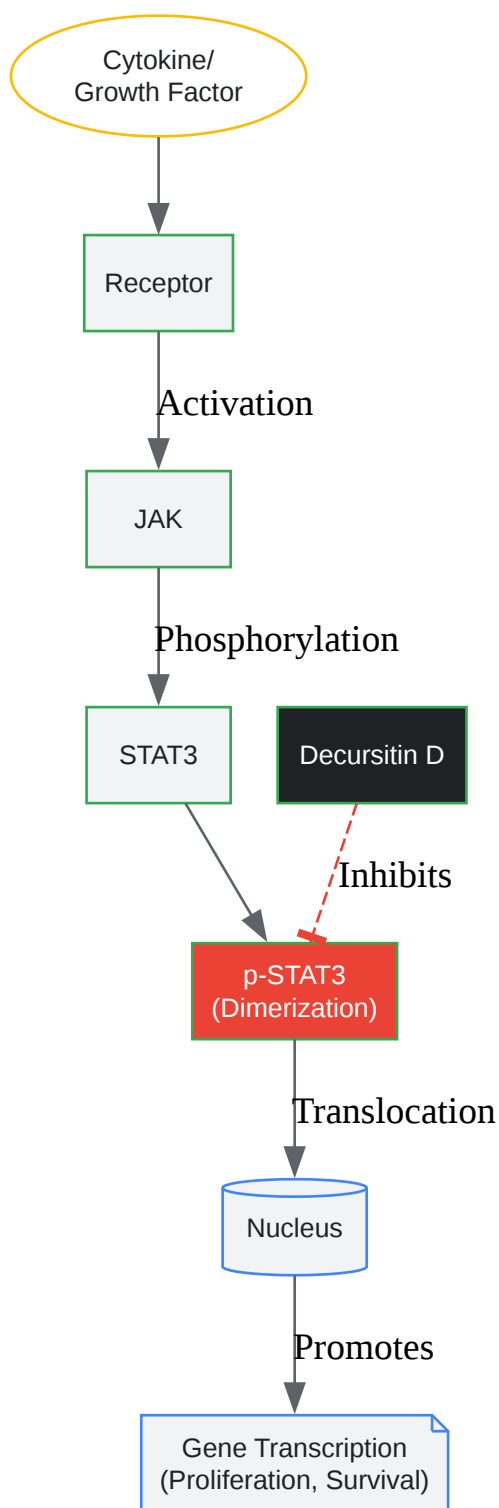 Cytokine/
Growth Factor
Receptor
Activation
JAK
Phosphorylation
STAT3
Decursitin D
Inhibits
p-STAT3
(Dimerization)
Translocation
Nucleus
Promotes
Gene Transcription
(Proliferation, Survival)